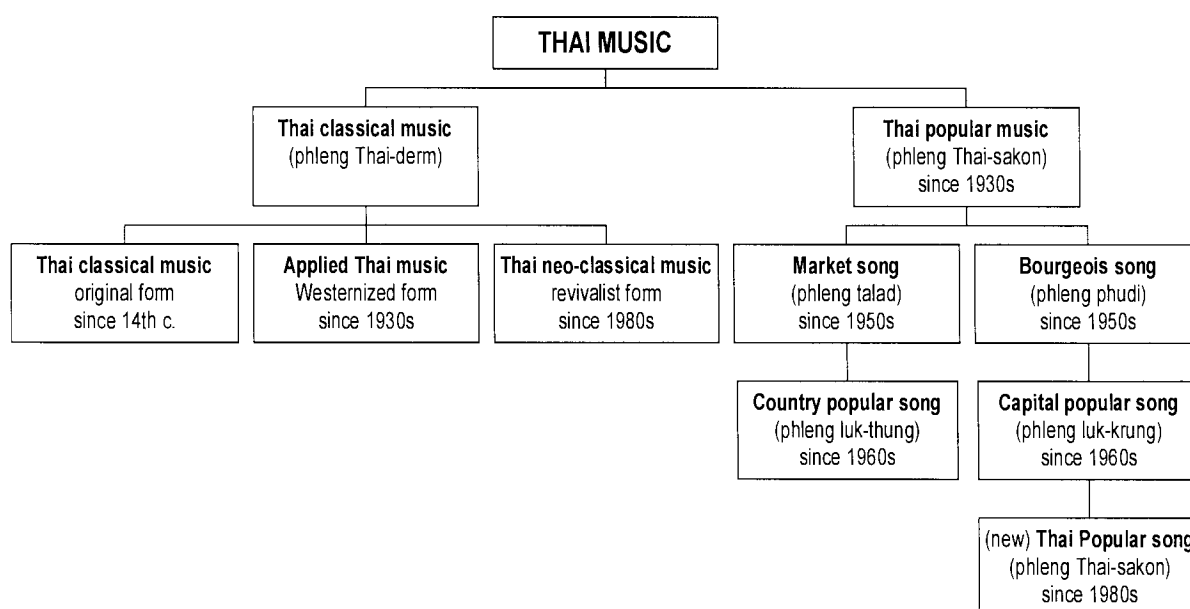 THAI MUSIC
Thai classical music
(phleng Thai-derm)
Thai popular music
(phleng Thai-sakon)
since 1930s
Thai classical music
original form
since 14th c.
Applied Thai music
Westernized form
since 1930s
Thai neo-classical music
revivalist form
since 1980s
Market song
(phleng talad)
since 1950s
Bourgeois song
(phleng phudi)
since 1950s
Country popular song
(phleng luk-thung)
since 1960s
Capital popular song
(phleng luk-krung)
since 1960s
(new) Thai Popular song
(phleng Thai-sakon)
since 1980s